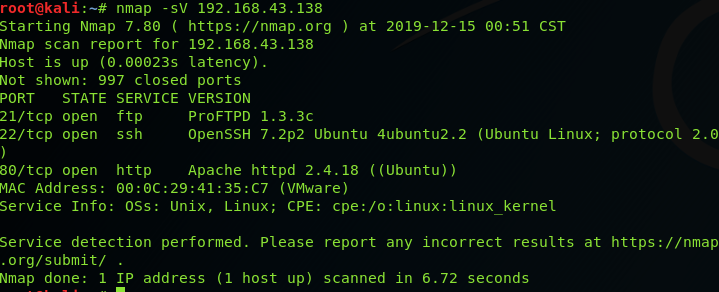 root@kali:~# nmap -sV 192.168.43.138
Starting Nmap 7.80 ( https://nmap.org ) at 2019-12-15 00:51 CST
Nmap scan report for 192.168.43.138
Host is up (0.00023s latency).
Not shown: 997 closed ports
PORT   STATE SERVICE VERSION
21/tcp open  ftp     ProFTPD 1.3.3c
22/tcp open  ssh     OpenSSH 7.2p2 Ubuntu 4ubuntu2.2 (Ubuntu Linux; protocol 2.0
)
80/tcp open  http    Apache httpd 2.4.18 ((Ubuntu))
MAC Address: 00:0C:29:41:35:C7 (VMware)
Service Info: OSs: Unix, Linux; CPE: cpe:/o:linux:linux_kernel

Service detection performed. Please report any incorrect results at https://nmap
.org/submit/ .
Nmap done: 1 IP address (1 host up) scanned in 6.72 seconds